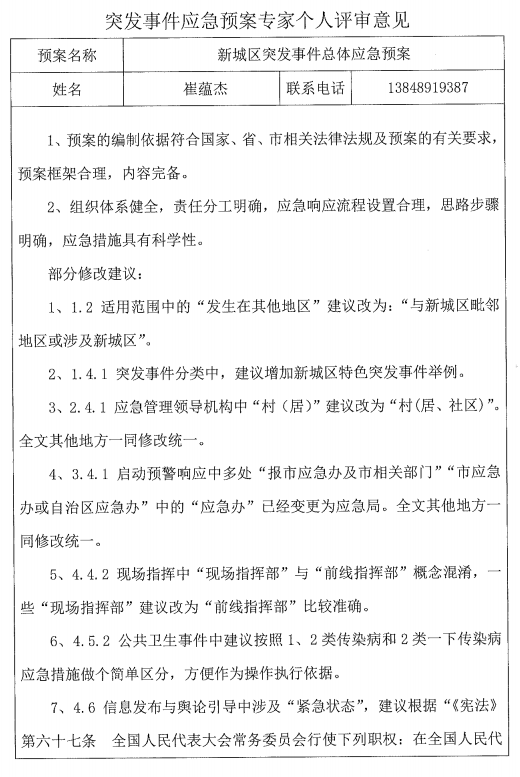 突发事件应急预案专家个人评审意见
预案名称 新城区突发事件总体应急预案
姓名 崔蕴杰 联系电话 13848919387
1、预案的编制依据符合国家、省、市相关法律法规及预案的有关要求，
预案框架合理，内容完备。
2、组织体系健全，责任分工明确，应急响应流程设置合理，思路步骤
明确，应急措施具有科学性。
部分修改建议：
1、1.2 适用范围中的“发生在其他地区”建议改为：“与新城区毗邻
地区或涉及新城区”。
2、1.4.1 突发事件分类中，建议增加新城区特色突发事件举例。
3、2.4.1 应急管理领导机构中“村（居）”建议改为“村(居、社区)”。
全文其他地方一同修改统一。
4、3.4.1 启动预警响应中多处“报市应急办及市相关部门”“市应急
办或自治区应急办”中的“应急办”已经变更为应急局。全文其他地方一
同修改统一。
5、4.4.2 现场指挥中“现场指挥部”与“前线指挥部”概念混淆，一
些“现场指挥部”建议改为“前线指挥部”比较准确。
6、4.5.2 公共卫生事件中建议按照 1、2类传染病和2类一下传染病
应急措施做个简单区分，方便作为操作执行依据。
7、4.6 信息发布与舆论引导中涉及“紧急状态”，建议根据“《宪法》
第六十七条 全国人民代表大会常务委员会行使下列职权：在全国人民代